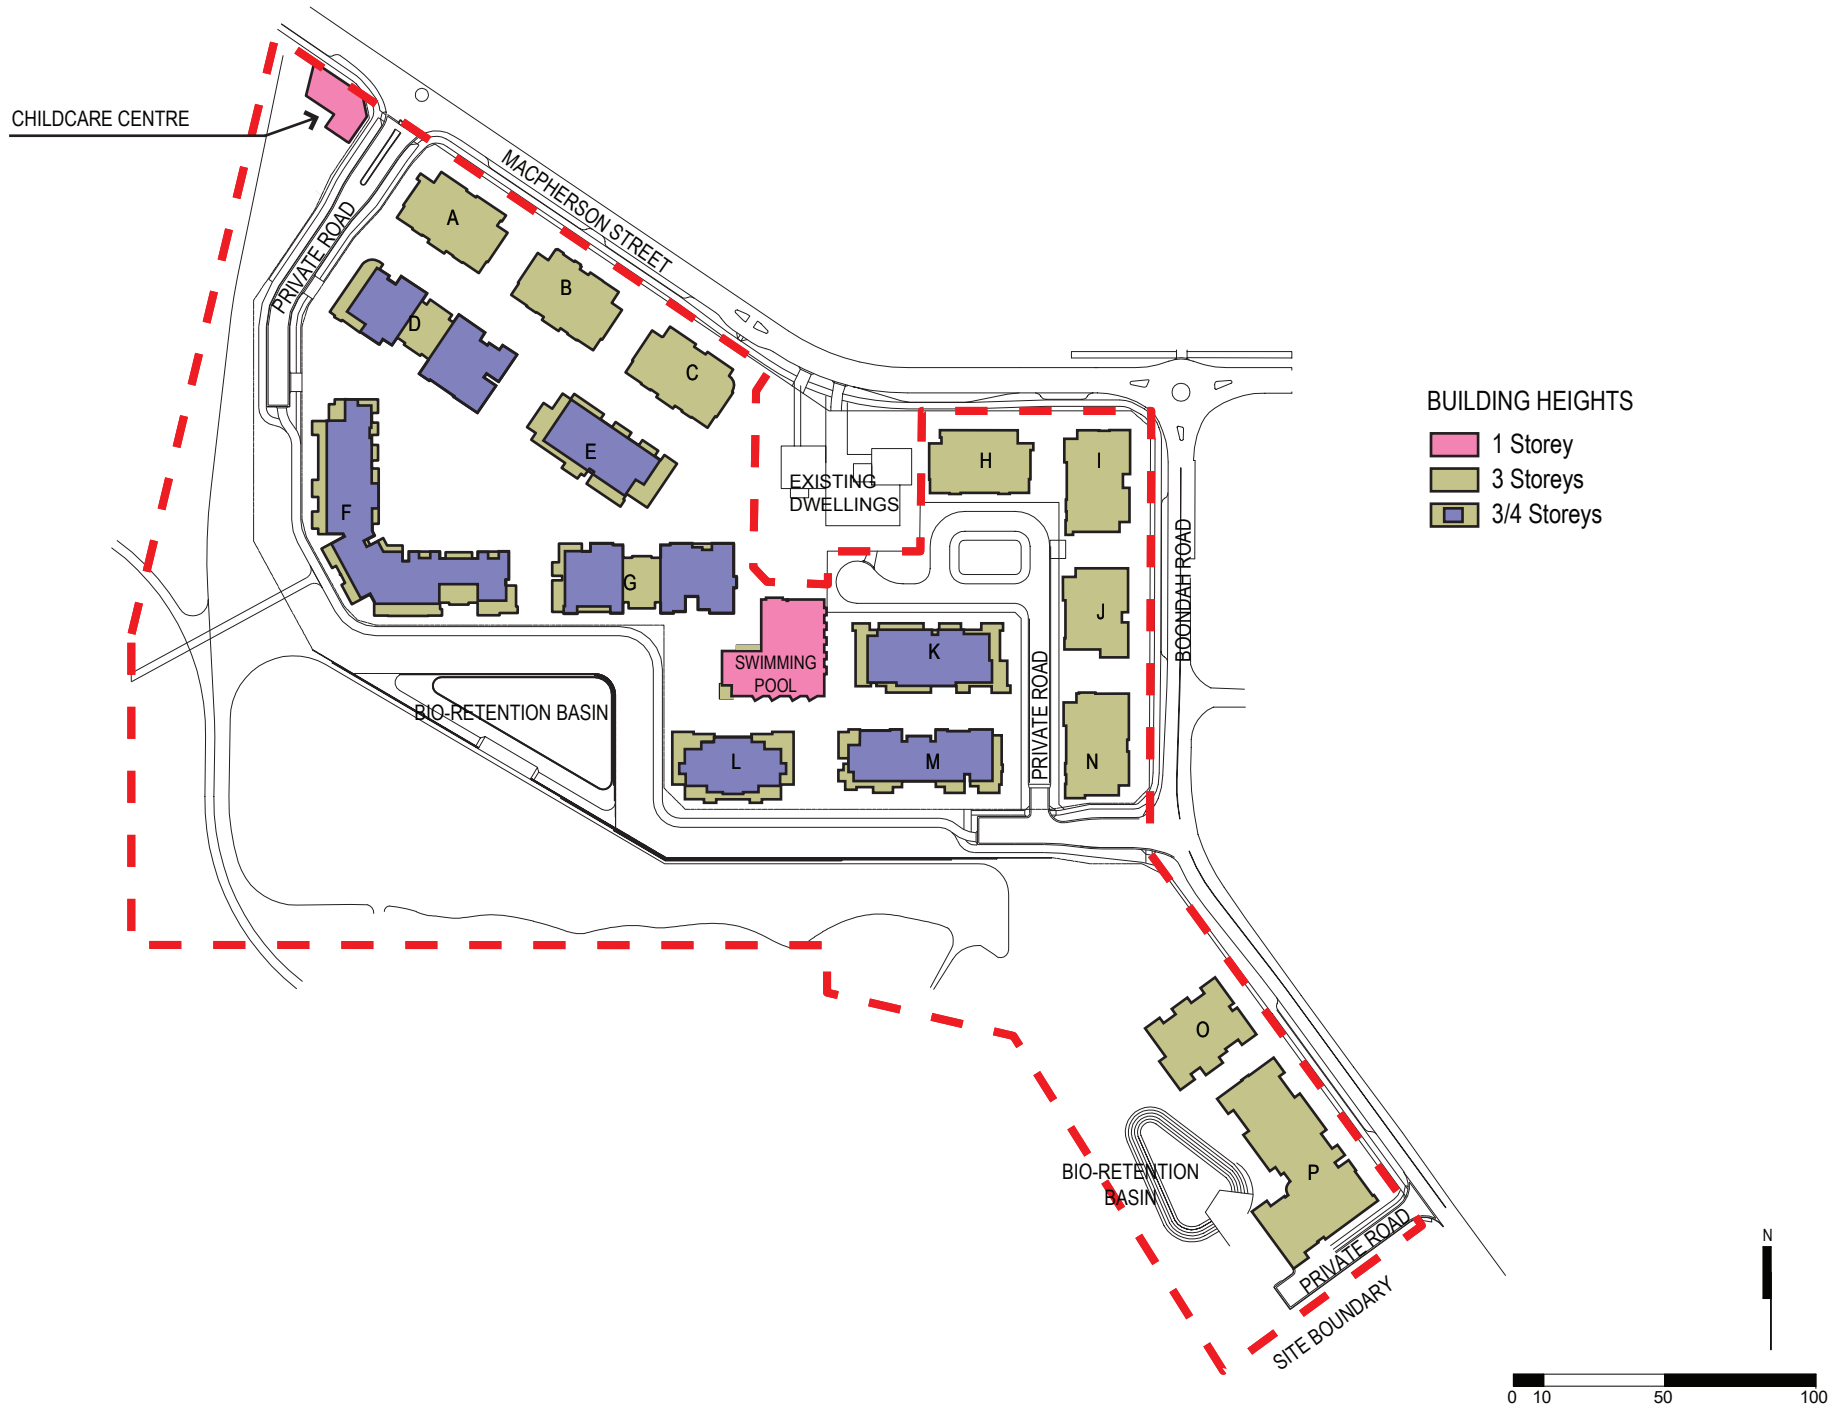 CHILDCARE CENTRE
MACPHERSON STREET
PRIVATE ROAD
A
B
C
D
E
F
G
EXISTING
DWELLINGS
H
I
J
K
L
M
N
BOONDAH ROAD
PRIVATE ROAD
SWIMMING
POOL
BIO-RETENTION BASIN
O
P
BIO-RETENTION
BASIN
PRIVATE ROAD
SITE BOUNDARY
BUILDING HEIGHTS
1 Storey
3 Storeys
3/4 Storeys
N
0 10 50 100